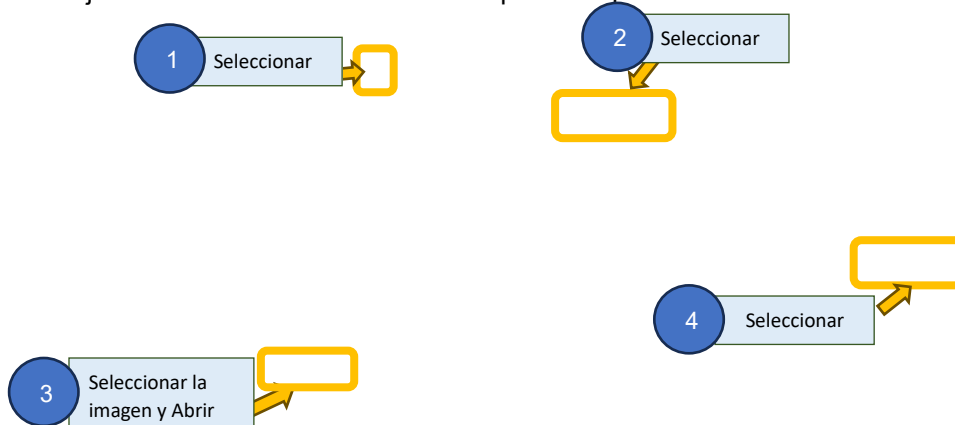 1
Seleccionar
2
Seleccionar
3
Seleccionar la
imagen y Abrir
4
Seleccionar